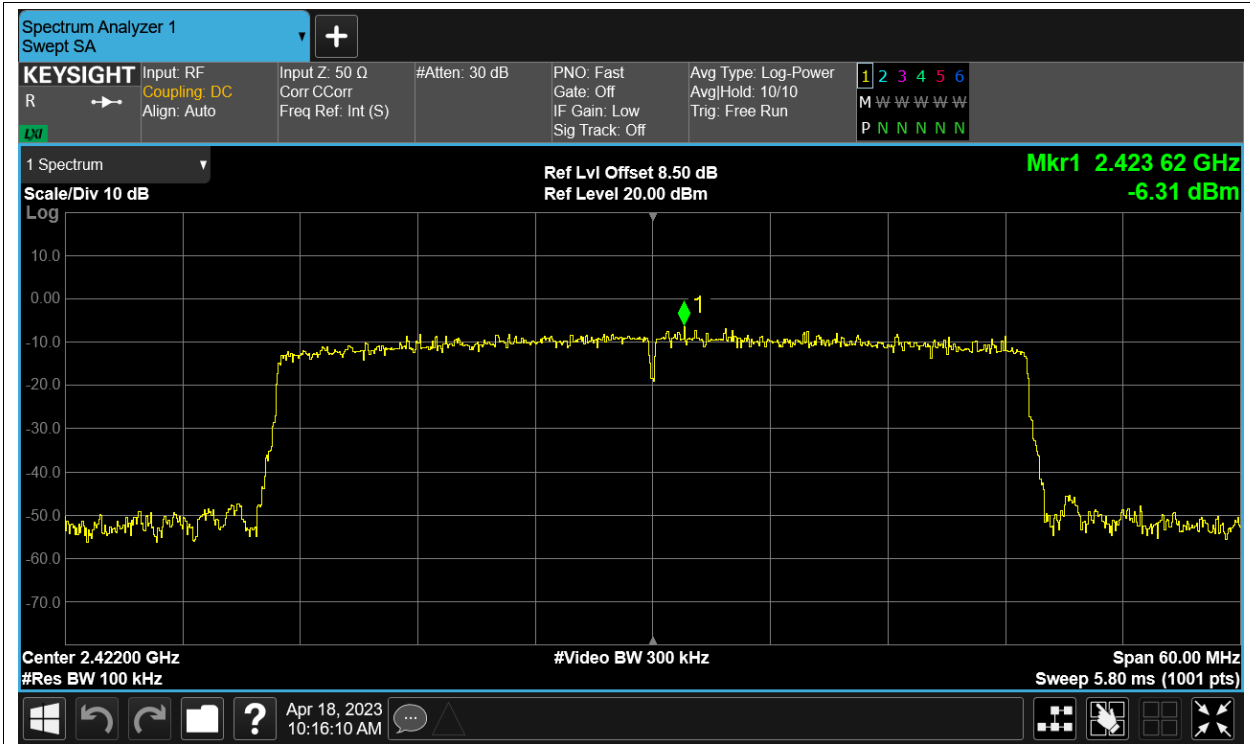 Spectrum Analyzer 1
Swept SA
KEYSIGHT
R
LXI
Input: RF
Coupling: DC
Align: Auto
Input Z: 50 Ω
Corr CCorr
Freq Ref: Int (S)
#Atten: 30 dB
PNO: Fast
Gate: Off
IF Gain: Low
Sig Track: Off
Avg Type: Log-Power
Avg|Hold: 10/10
Trig: Free Run
1 2 3 4 5 6
M W W W W W
P N N N N N
1 Spectrum
Scale/Div 10 dB
Log
Ref Lvl Offset 8.50 dB
Ref Level 20.00 dBm
Mkr1 2.423 62 GHz
-6.31 dBm
10.0
0.00
-10.0
-20.0
-30.0
-40.0
-50.0
-60.0
-70.0
1
Center 2.42200 GHz
#Res BW 100 kHz
#Video BW 300 kHz
Span 60.00 MHz
Sweep 5.80 ms (1001 pts)
?
Apr 18, 2023
10:16:10 AM